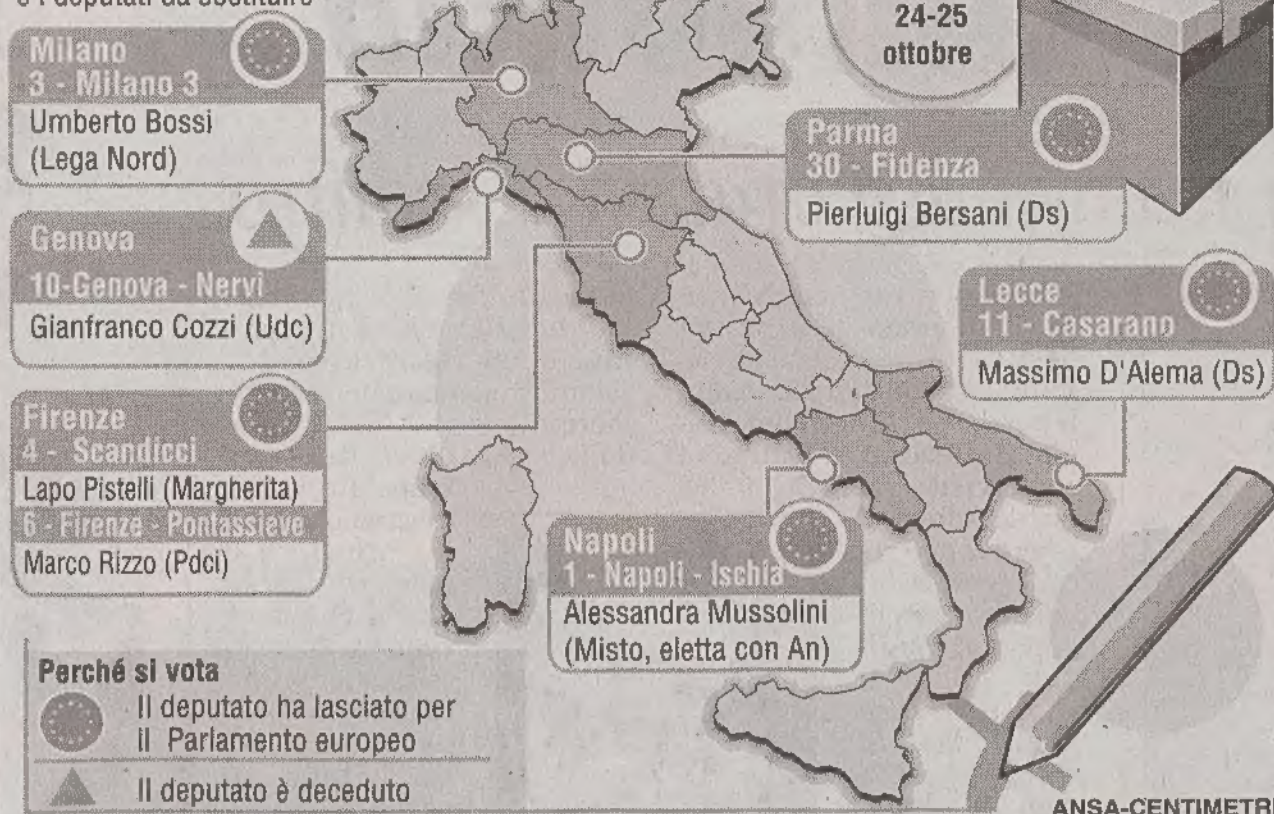 e i deputati da sostituire
24-25
ottobre
Milano
3 - Milano 3
Umberto Bossi
(Lega Nord)
Parma
30 - Fidenza
Pierluigi Bersani (Ds)
Genova
10-Genova - Nervi
Gianfranco Cozzi (Udc)
Lecce
11 - Casarano
Massimo D'Alema (Ds)
Firenze
4 - Scandicci
Lapo Pistelli (Margherita)
6 - Firenze - Pontassieve
Marco Rizzo (Pdci)
Napoli
1 - Napoli - Ischia
Alessandra Mussolini
(Misto, eletta con An)
Perché si vota
Il deputato ha lasciato per
il Parlamento europeo
Il deputato è deceduto
ANSA-CENTIMETRI